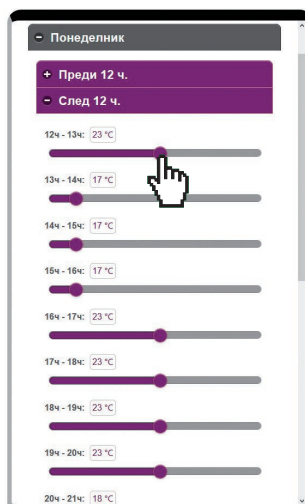 Понеделник
Преди 12 ч.
След 12 ч.
12ч - 13ч: 23 °C
13ч - 14ч: 17 °C
14ч - 15ч: 17 °C
15ч - 16ч: 17 °C
16ч - 17ч: 23 °C
17ч - 18ч: 23 °C
18ч - 19ч: 23 °C
19ч - 20ч: 23 °C
20ч - 21ч: 18 °C